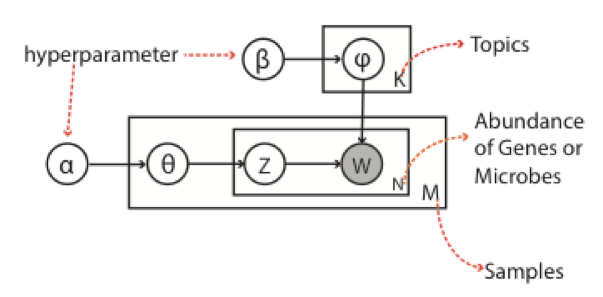 hyperparameter
β
φ
K
Topics
α
θ
Z
W
N
M
Abundance
of Genes or
Microbes
Samples